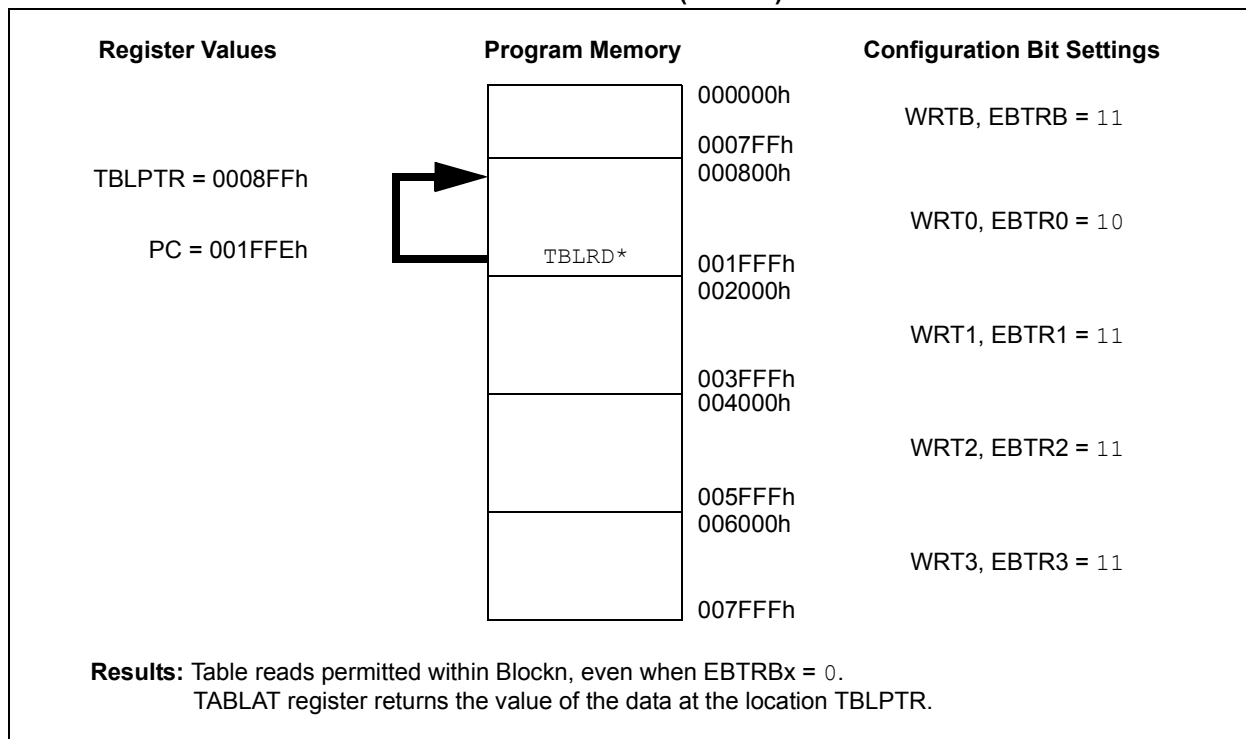 Register Values Program Memory Configuration Bit Settings
000000h
WRTB, EBTRB = 11
0007FFh
TBLPTR = 0008FFh 000800h
WRT0, EBTR0 = 10
PC = 001FFEh TBLRD* 001FFFh
002000h
WRT1, EBTR1 = 11
003FFFh
004000h
WRT2, EBTR2 = 11
005FFFh
006000h
WRT3, EBTR3 = 11
007FFFh
Results: Table reads permitted within Blockn, even when EBTRBx = 0.
TABLAT register returns the value of the data at the location TBLPTR.